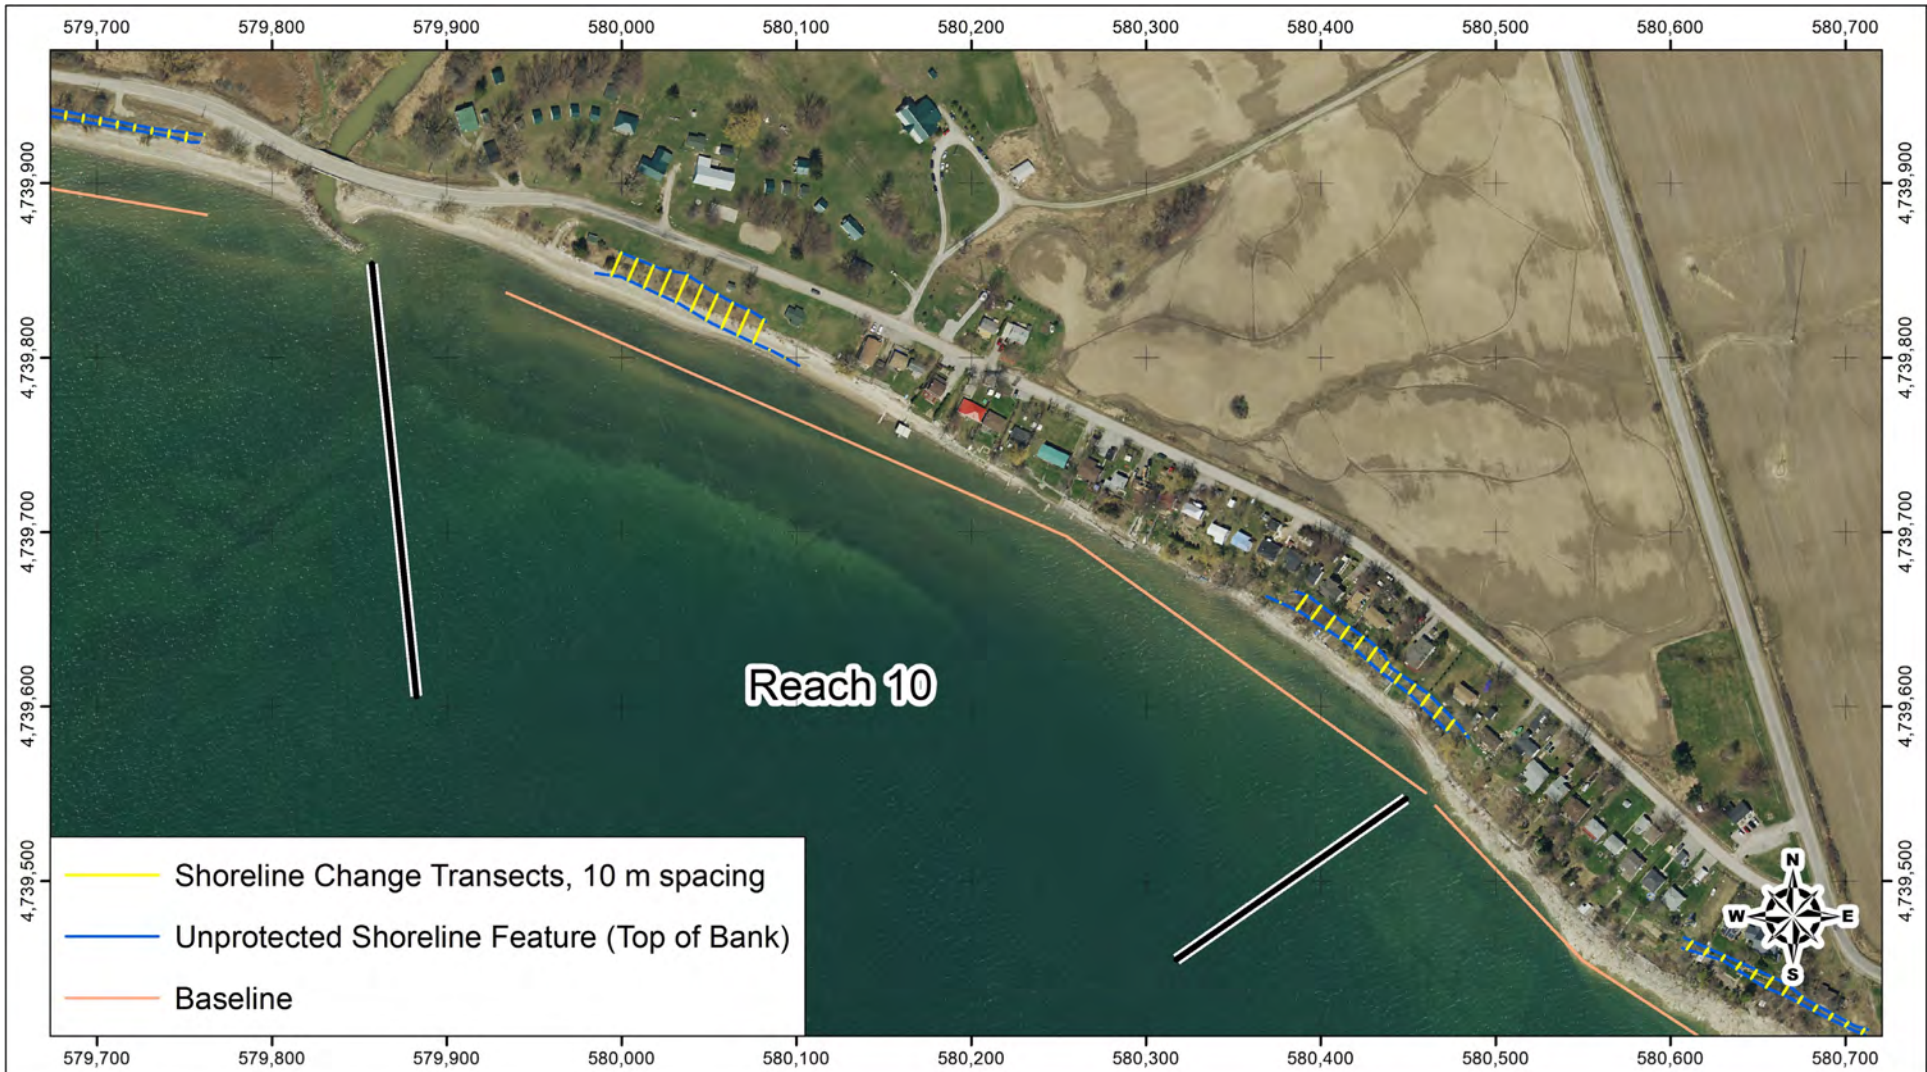 579,700 579,800 579,900 580,000 580,100 580,200 580,300 580,400 580,500 580,600 580,700
4,739,900
4,739,800
4,739,700
4,739,600
4,739,500
4,739,900
4,739,800
4,739,700
4,739,600
4,739,500
Reach 10
Shoreline Change Transects, 10 m spacing
Unprotected Shoreline Feature (Top of Bank)
Baseline
N
W E
S
579,700 579,800 579,900 580,000 580,100 580,200 580,300 580,400 580,500 580,600 580,700